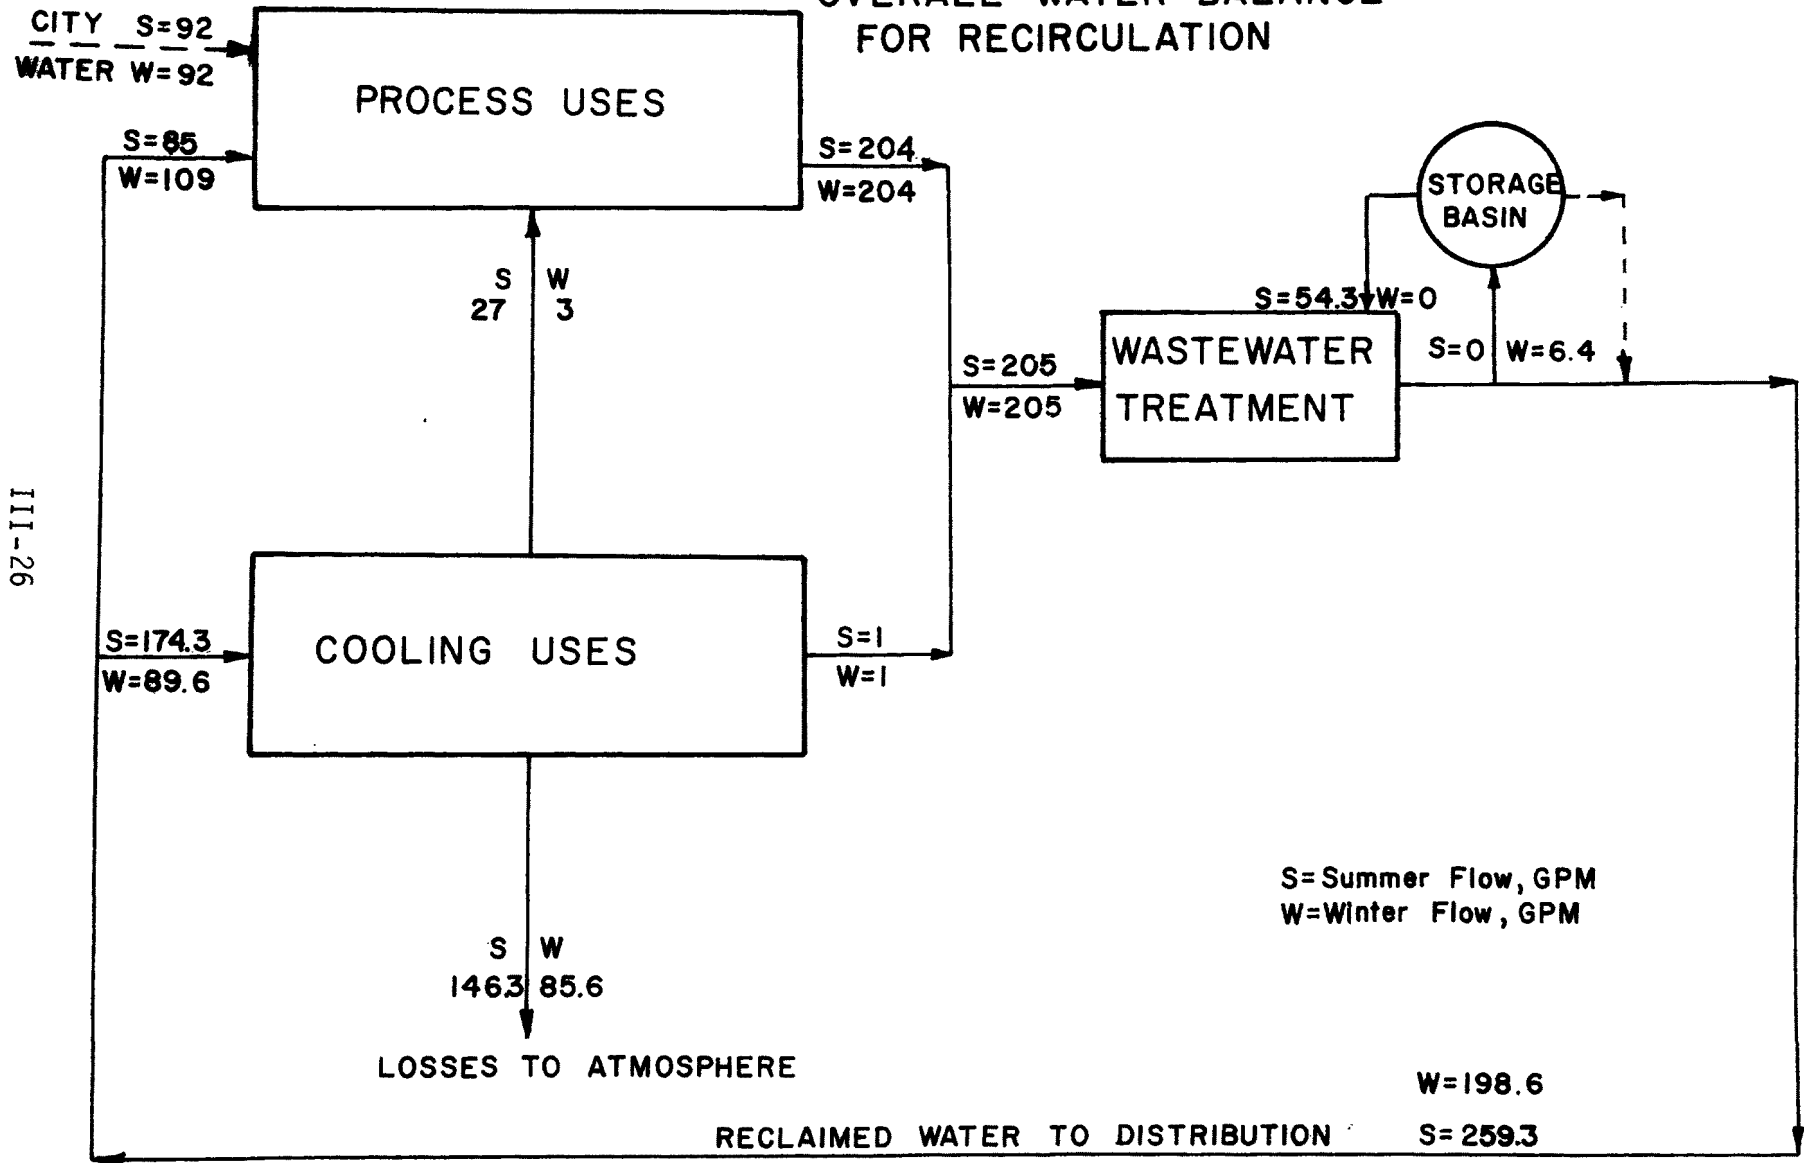 OVERALL WATER BALANCE
FOR RECIRCULATION
CITY S=92
WATER W=92
PROCESS USES
S=85
W=109
S=204
W=204
STORAGE
BASIN
S W
27 3
S=54.3 W=0
S=0 W=6.4
WASTEWATER
TREATMENT
S=205
W=205
III-26
S=174.3
W=89.6
COOLING USES
S=1
W=1
S=Summer Flow, GPM
W=Winter Flow, GPM
S W
146.3 85.6
LOSSES TO ATMOSPHERE
W=198.6
RECLAIMED WATER TO DISTRIBUTION S=259.3